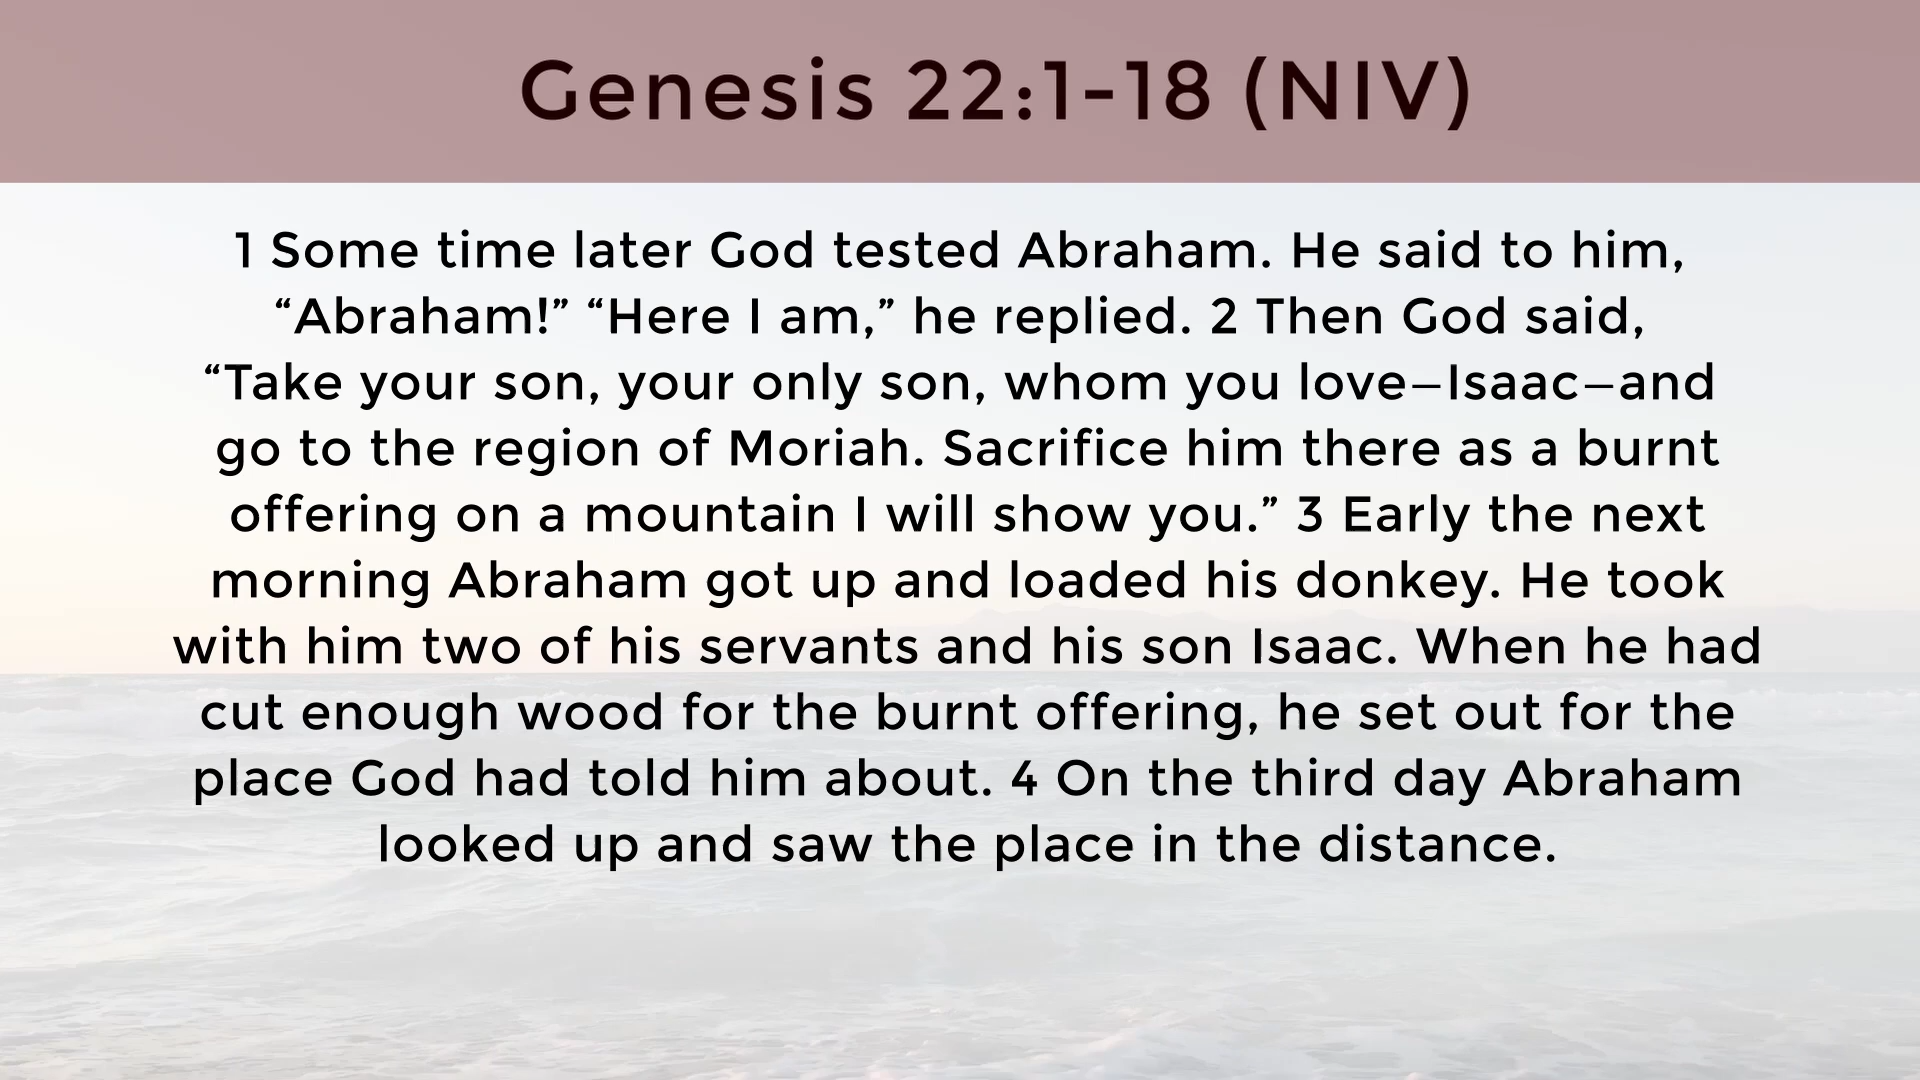 Genesis 22:1-18 (NIV)
1 Some time later God tested Abraham. He said to him,
“Abraham!” “Here I am,” he replied. 2 Then God said,
“Take your son, your only son, whom you love—Isaac—and
go to the region of Moriah. Sacrifice him there as a burnt
offering on a mountain I will show you.” 3 Early the next
morning Abraham got up and loaded his donkey. He took
with him two of his servants and his son Isaac. When he had
cut enough wood for the burnt offering, he set out for the
place God had told him about. 4 On the third day Abraham
looked up and saw the place in the distance.